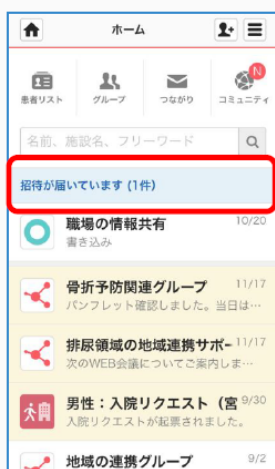 ホーム
患者リスト
グループ
つながり
N
コミュニティ
名前、施設名、フリーワード
招待が届いています (1件)
職場の情報共有 10/20
書き込み
骨折予防関連グループ 11/17
パンフレット確認しました。当日は…
排尿領域の地域連携サポ- 11/17
次のWEB会議についてご案内しま…
男性：入院リクエスト（宮 9/30
入院リクエストが起票されました。
地域の連携グループ 9/2